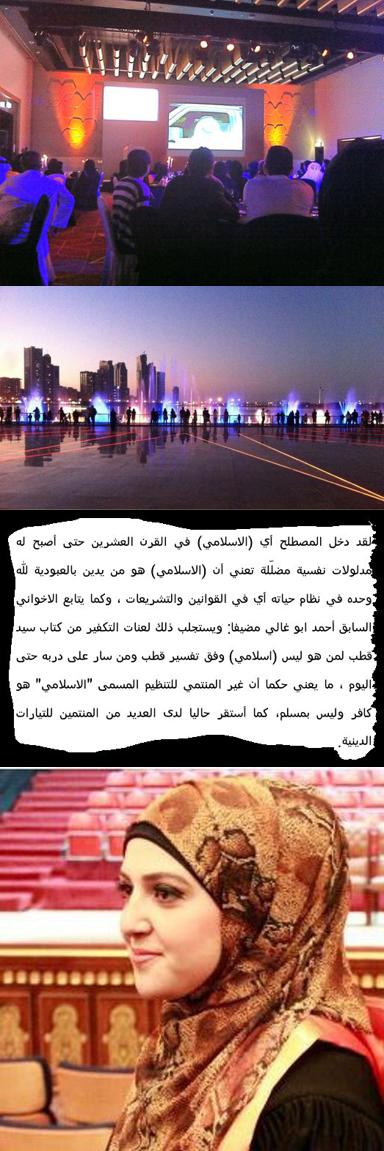 لقد دخل المصطلح أي (الاسلامي) في القرن العشرين حتى أصبح له
مدلولات نفسية مضلّلة تعني أن (الاسلامي) هو من يدين بالعبودية لله
وحده في نظام حياته أي في القوانين والتشريعات ، وكما يتابع الاخواني
السابق أحمد ابو غالي مضيفا: ويستجلب ذلك لعنات التكفير من كتاب سيد
قطب لمن هو ليس (اسلامي) وفق تفسير قطب ومن سار على دربه حتى
اليوم ، ما يعني حكما أن غير المنتمي للتنظيم المسمى "الاسلامي" هو
كافر وليس بمسلم، كما أستقر حاليا لدى العديد من المنتمين للتيارات
الدينية.